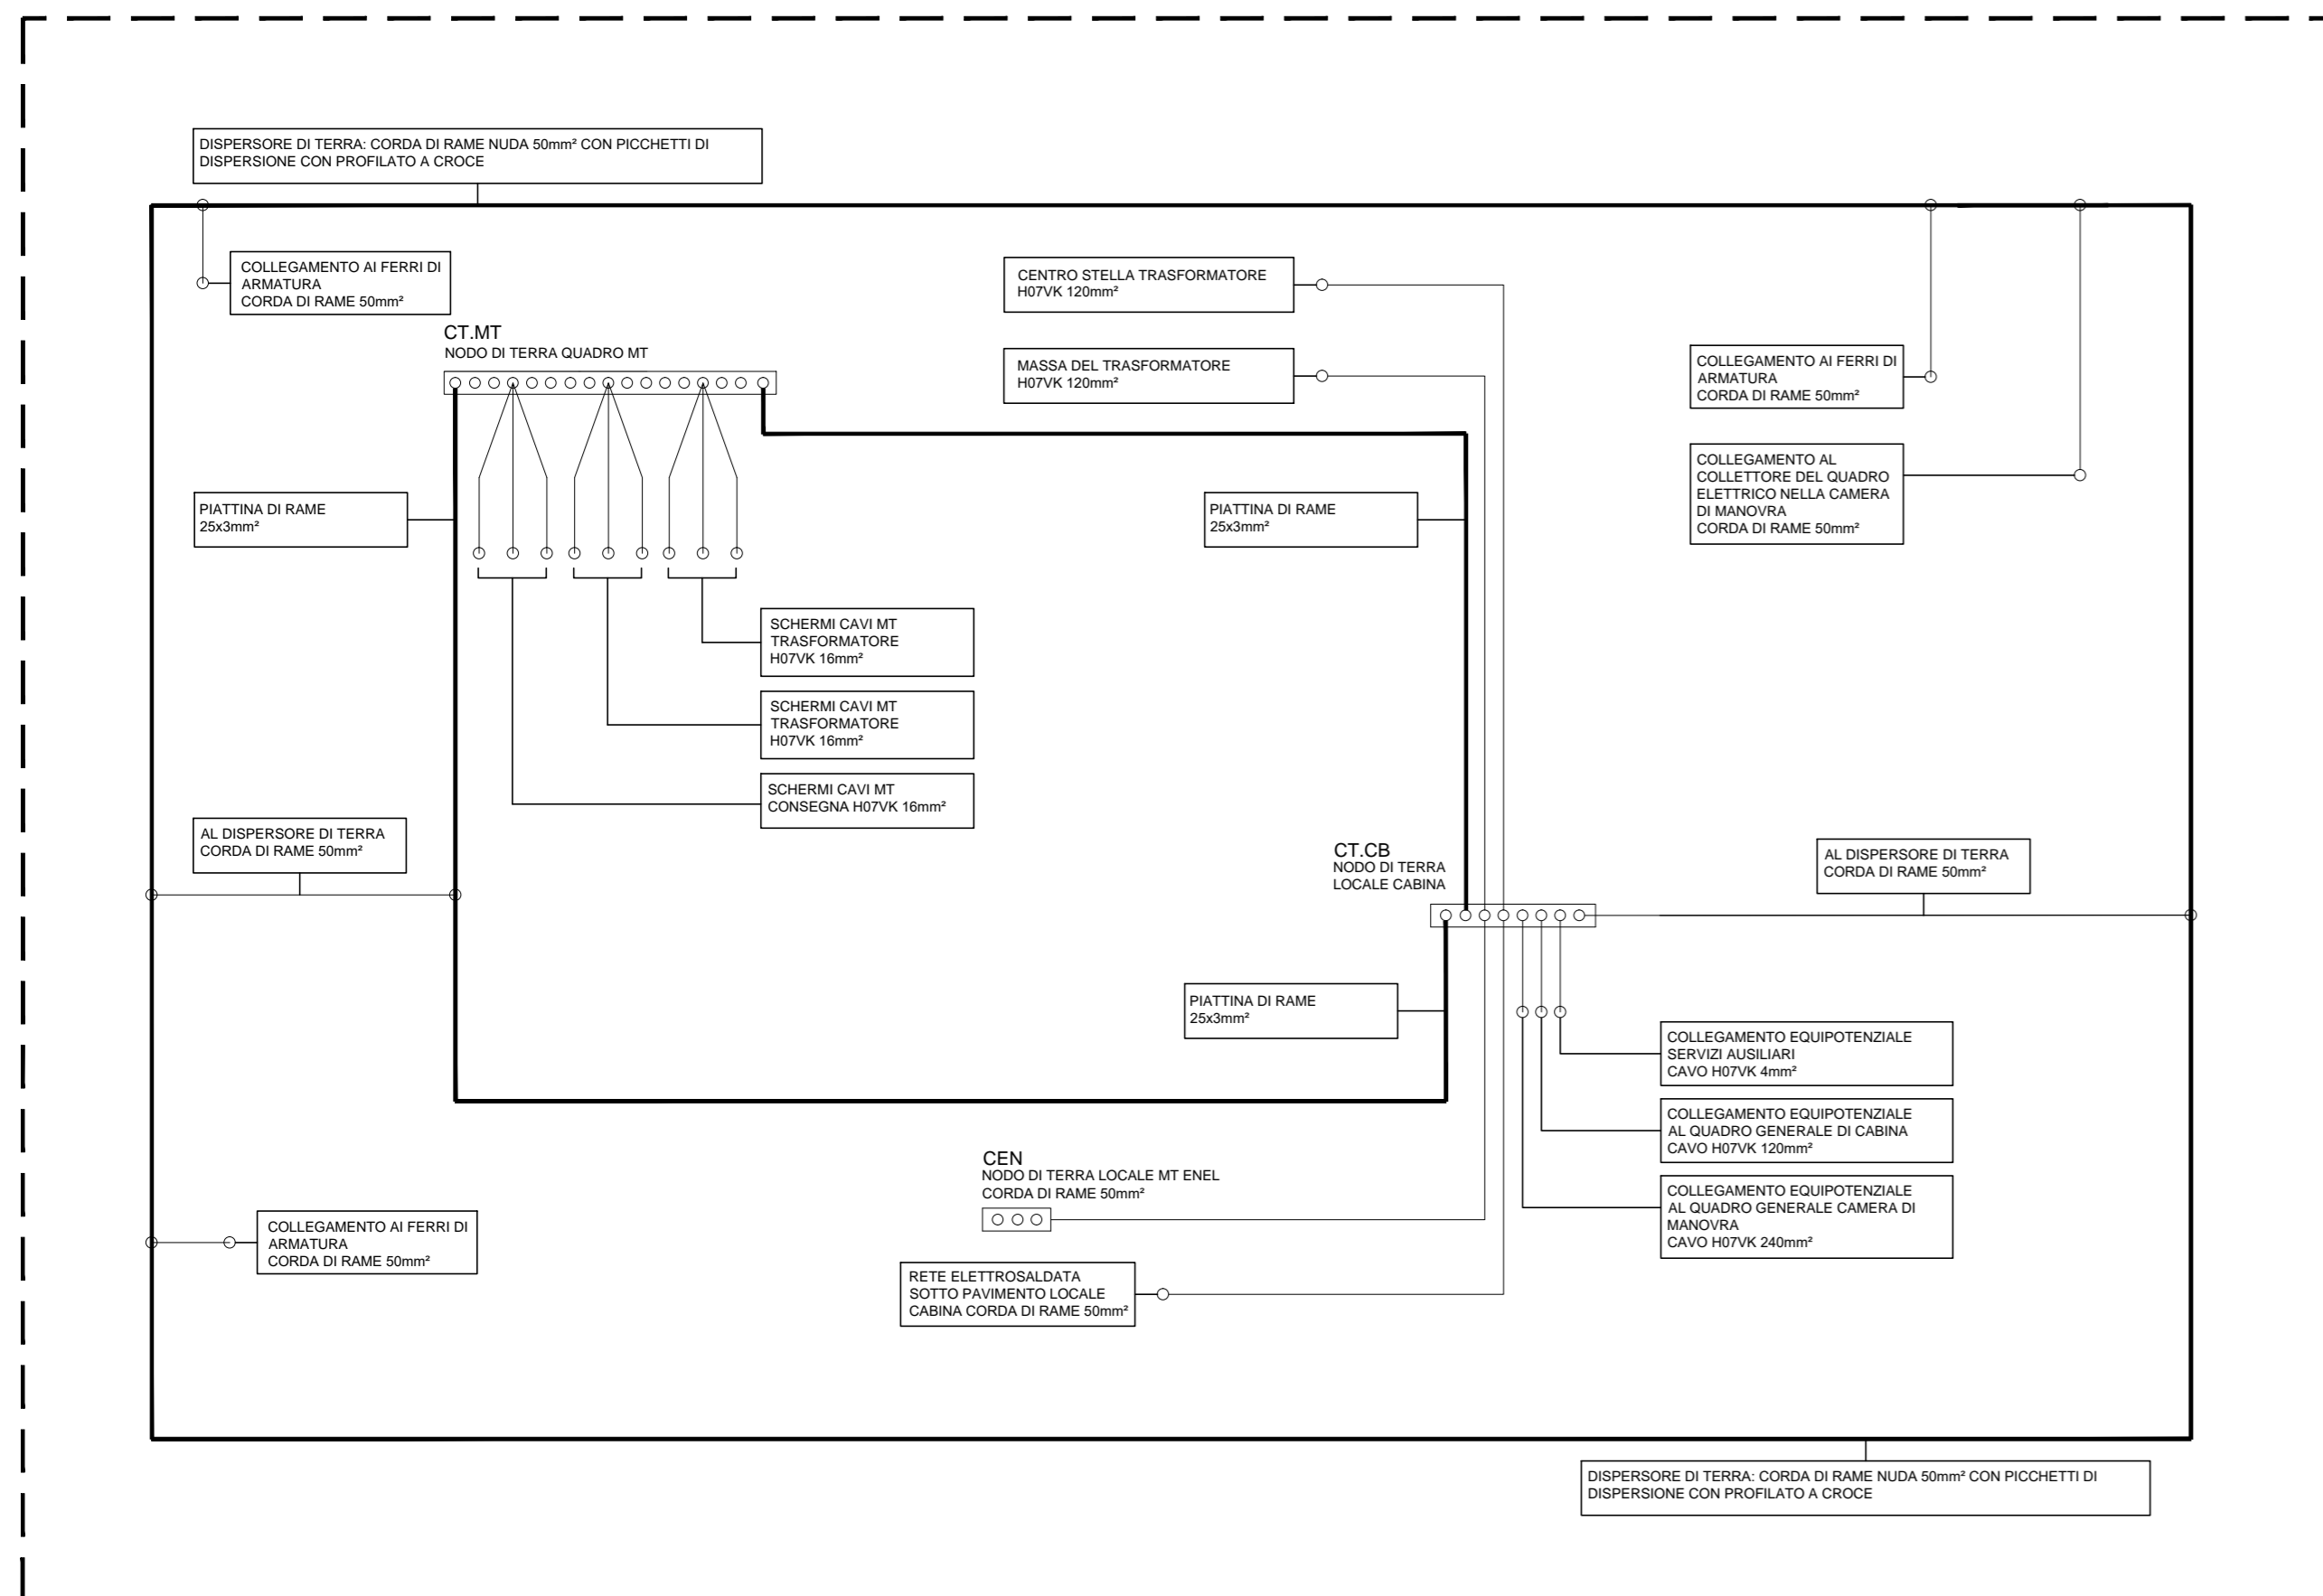 DISPERSORE DI TERRA: CORDA DI RAME NUDA 50mm² CON PICCHETTI DI
DISPERSIONE CON PROFILATO A CROCE
COLLEGAMENTO AI FERRI DI
ARMATURA
CORDA DI RAME 50mm²
CENTRO STELLA TRASFORMATORE
H07VK 120mm²
CT.MT
NODO DI TERRA QUADRO MT
MASSA DEL TRASFORMATORE
H07VK 120mm²
COLLEGAMENTO AI FERRI DI
ARMATURA
CORDA DI RAME 50mm²
COLLEGAMENTO AL
COLLETTORE DEL QUADRO
ELETTRICO NELLA CAMERA
DI MANOVRA
CORDA DI RAME 50mm²
PIATTINA DI RAME
25x3mm²
PIATTINA DI RAME
25x3mm²
SCHERMI CAVI MT
TRASFORMATORE
H07VK 16mm²
SCHERMI CAVI MT
TRASFORMATORE
H07VK 16mm²
SCHERMI CAVI MT
CONSEGNA H07VK 16mm²
AL DISPERSORE DI TERRA
CORDA DI RAME 50mm²
CT.CB
NODO DI TERRA
LOCALE CABINA
AL DISPERSORE DI TERRA
CORDA DI RAME 50mm²
PIATTINA DI RAME
25x3mm²
COLLEGAMENTO EQUIPOTENZIALE
SERVIZI AUSILIARI
CAVO H07VK 4mm²
COLLEGAMENTO EQUIPOTENZIALE
AL QUADRO GENERALE DI CABINA
CAVO H07VK 120mm²
COLLEGAMENTO EQUIPOTENZIALE
AL QUADRO GENERALE CAMERA DI
MANOVRA
CAVO H07VK 240mm²
CEN
NODO DI TERRA LOCALE MT ENEL
CORDA DI RAME 50mm²
COLLEGAMENTO AI FERRI DI
ARMATURA
CORDA DI RAME 50mm²
RETE ELETTROSALDATA
SOTTO PAVIMENTO LOCALE
CABINA CORDA DI RAME 50mm²
DISPERSORE DI TERRA: CORDA DI RAME NUDA 50mm² CON PICCHETTI DI
DISPERSIONE CON PROFILATO A CROCE